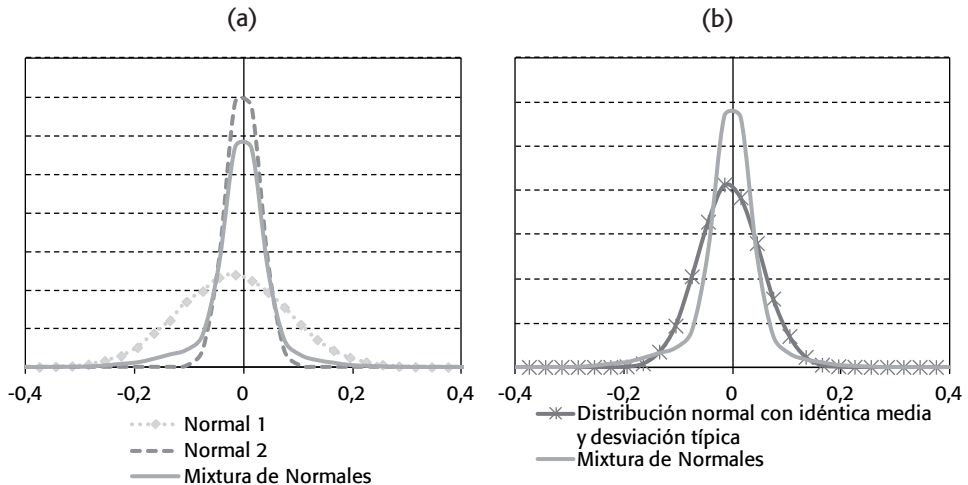 (a)
-0,4 -0,2 0 0,2 0,4
Normal 1
Normal 2
Mixtura de Normales
(b)
-0,4 -0,2 0 0,2 0,4
Distribución normal con idéntica media
y desviación típica
Mixtura de Normales